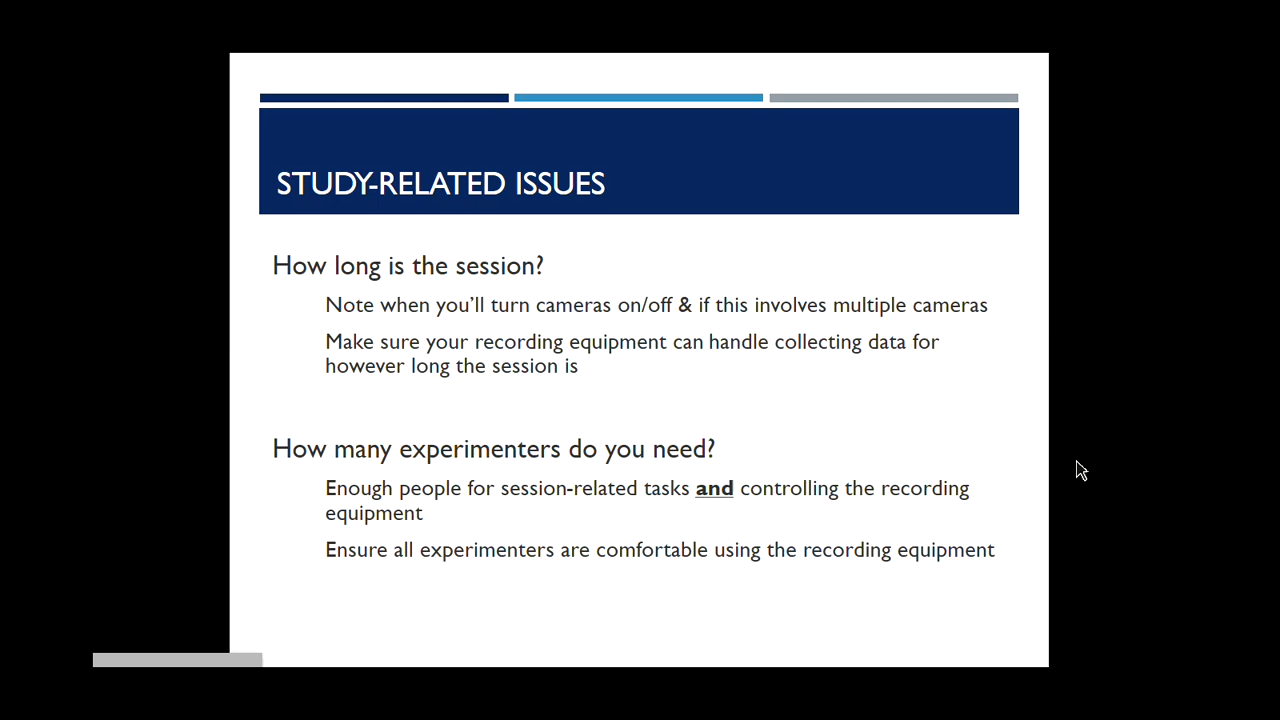 STUDY-RELATED ISSUES
How long is the session?
Note when you’ll turn cameras on/off & if this involves multiple cameras
Make sure your recording equipment can handle collecting data for
however long the session is
How many experimenters do you need?
Enough people for session-related tasks and controlling the recording
equipment
Ensure all experimenters are comfortable using the recording equipment